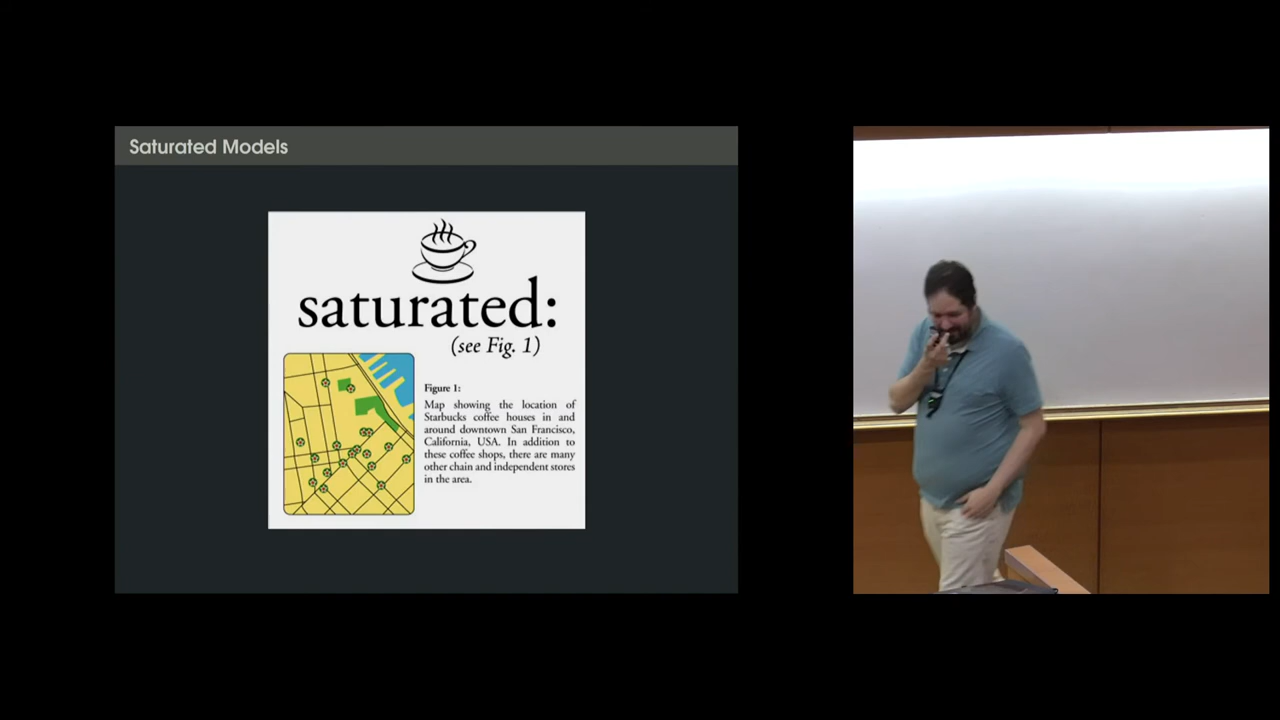 Saturated Models
saturated:
(see Fig. 1)
Figure 1:
Map showing the location of
Starbucks coffee houses in and
around downtown San Francisco,
California, USA. In addition to
these coffee shops, there are many
other chain and independent stores
in the area.